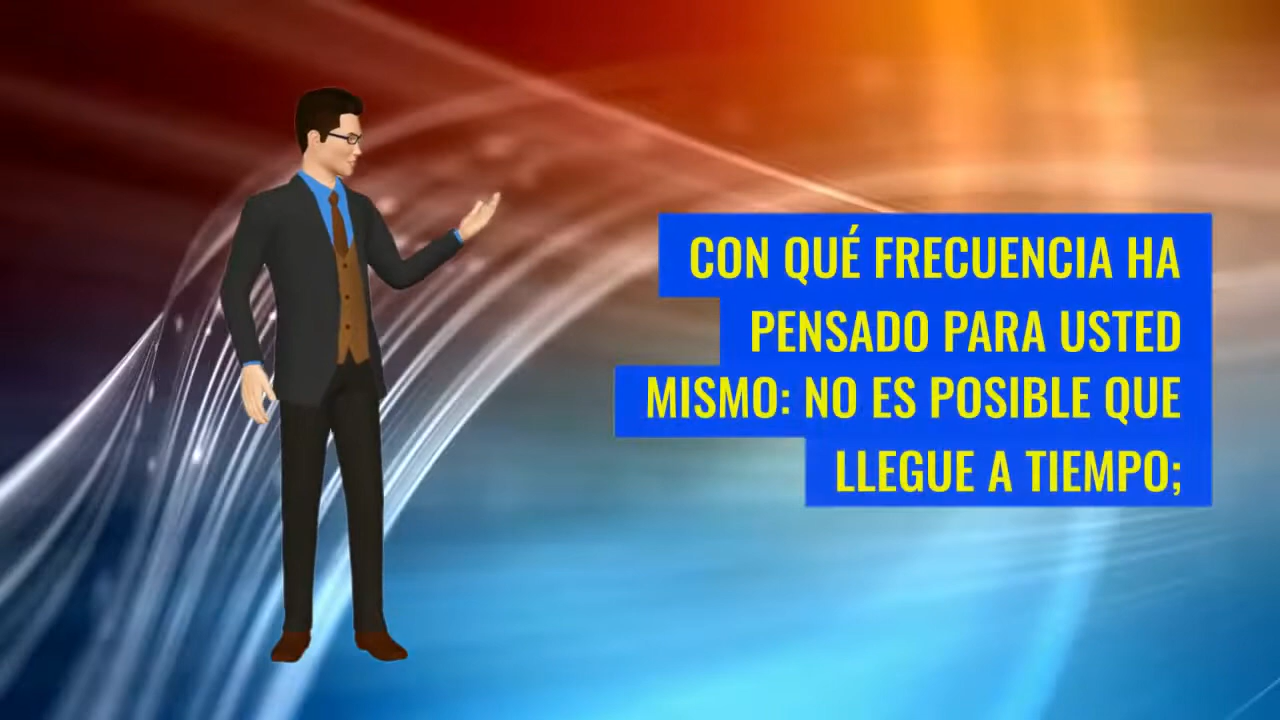 CON QUÉ FRECUENCIA HA
PENSADO PARA USTED
MISMO: NO ES POSIBLE QUE
LLEGUE A TIEMPO;